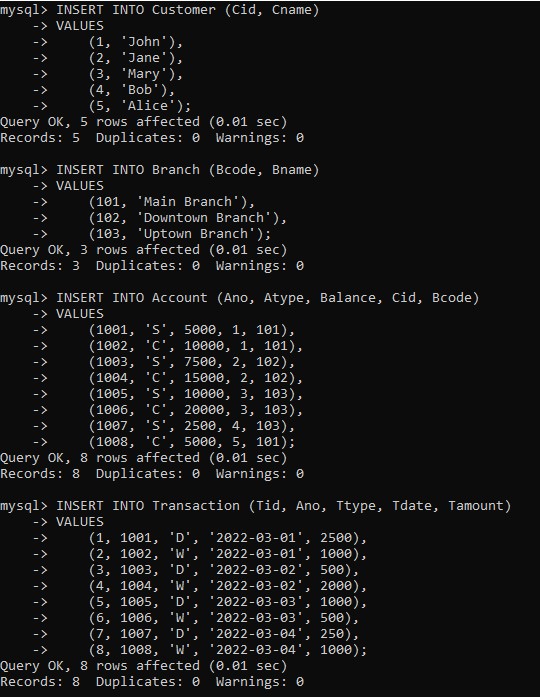 mysql> INSERT INTO Customer (Cid, Cname)
    -> VALUES
    ->     (1, 'John'),
    ->     (2, 'Jane'),
    ->     (3, 'Mary'),
    ->     (4, 'Bob'),
    ->     (5, 'Alice');
Query OK, 5 rows affected (0.01 sec)
Records: 5  Duplicates: 0  Warnings: 0

mysql> INSERT INTO Branch (Bcode, Bname)
    -> VALUES
    ->     (101, 'Main Branch'),
    ->     (102, 'Downtown Branch'),
    ->     (103, 'Uptown Branch');
Query OK, 3 rows affected (0.01 sec)
Records: 3  Duplicates: 0  Warnings: 0

mysql> INSERT INTO Account (Ano, Atype, Balance, Cid, Bcode)
    -> VALUES
    ->     (1001, 'S', 5000, 1, 101),
    ->     (1002, 'C', 10000, 1, 101),
    ->     (1003, 'S', 7500, 2, 102),
    ->     (1004, 'C', 15000, 2, 102),
    ->     (1005, 'S', 10000, 3, 103),
    ->     (1006, 'C', 20000, 3, 103),
    ->     (1007, 'S', 2500, 4, 103),
    ->     (1008, 'C', 5000, 5, 101);
Query OK, 8 rows affected (0.01 sec)
Records: 8  Duplicates: 0  Warnings: 0

mysql> INSERT INTO Transaction (Tid, Ano, Ttype, Tdate, Tamount)
    -> VALUES
    ->     (1, 1001, 'D', '2022-03-01', 2500),
    ->     (2, 1002, 'W', '2022-03-01', 1000),
    ->     (3, 1003, 'D', '2022-03-02', 500),
    ->     (4, 1004, 'W', '2022-03-02', 2000),
    ->     (5, 1005, 'D', '2022-03-03', 1000),
    ->     (6, 1006, 'W', '2022-03-03', 500),
    ->     (7, 1007, 'D', '2022-03-04', 250),
    ->     (8, 1008, 'W', '2022-03-04', 1000);
Query OK, 8 rows affected (0.01 sec)
Records: 8  Duplicates: 0  Warnings: 0